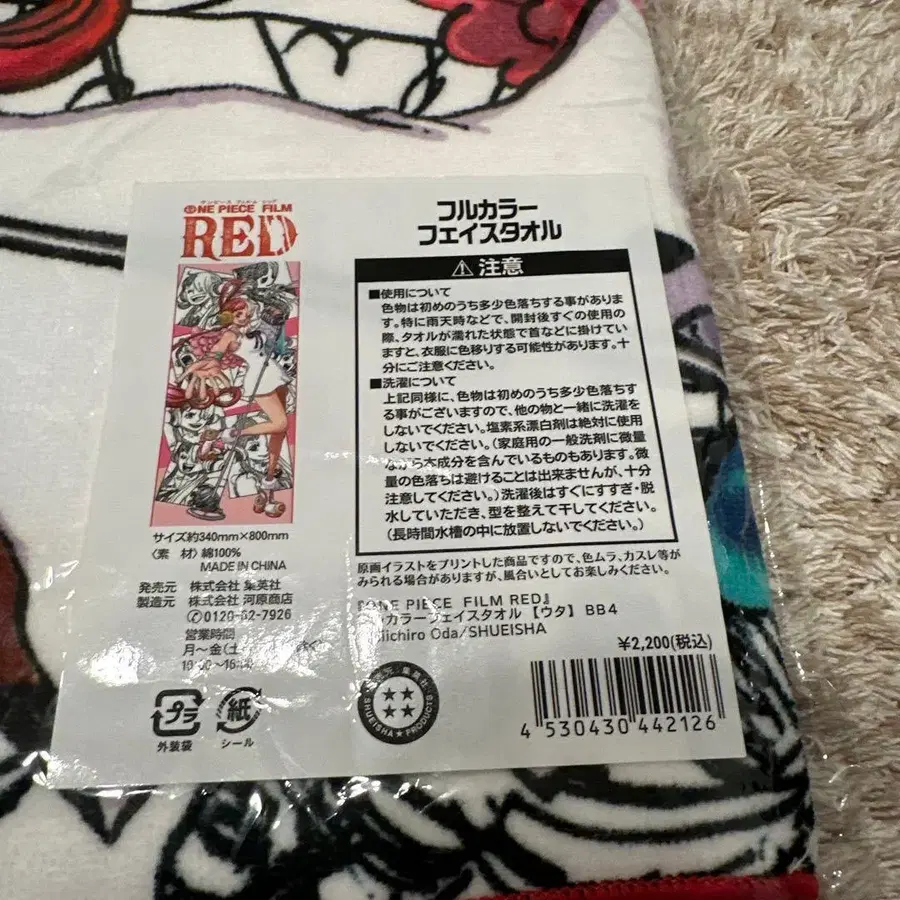 ワンピース フィルム レッド
ONE PIECE FILM
RED
フルカラー
フェイスタオル
注意
■使用について
色物は初めのうち多少色落ちする事がありま
す。特に雨天時などで、開封後すぐの使用の
際、タオルが濡れた状態で首などに掛けてい
ますと、衣服に色移りする可能性があります。十
分にご注意ください。
■洗濯について
上記同様に、色物は初めのうち多少色落ちす
る事がございますので、他の物と一緒に洗濯を
しないでください。塩素系漂白剤は絶対に使用
しないでください。(家庭用の一般洗剤に微量
ながら本成分を含んでいるものもあります。微
量の色落ちは避けることは出来ませんが、十分
注意してください。)洗濯後はすぐにすすぎ・脱
水していただき、型を整えて干してください。
(長時間水槽の中に放置しないでください。)
原画イラストをプリントした商品ですので、色ムラ、カスレ等が
みられる場合がありますが、風合いとしてお楽しみください。
サイズ約340mm×800mm
〈素 材〉綿100%
MADE IN CHINA
発売元 株式会社 集英社
製造元 株式会社 河原商店
0120-62-7926
営業時間
月～金(土
プラ
外装袋
紙
シール
『ONE PIECE FILM RED』
カラーフェイスタオル【ウタ】 BB4
iichiro Oda/SHUEISHA
SHUEISHA ★ PRODUCTS
¥2,200(税込)
4 530430 442126